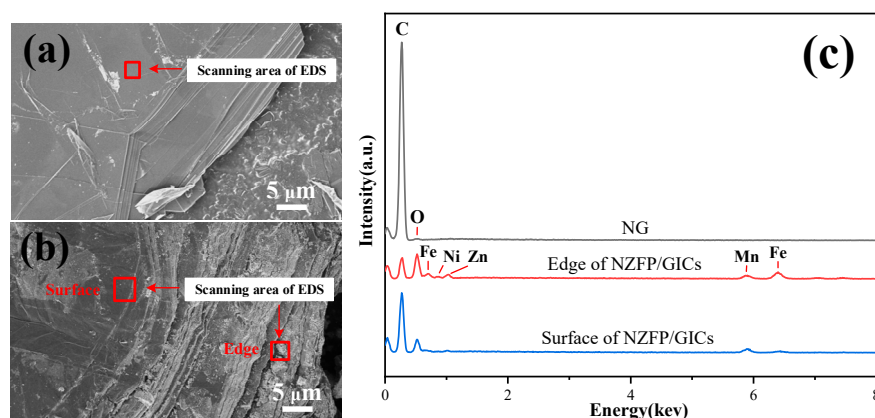 (a)
Scanning area of EDS
5 µm
(b)
Surface
Scanning area of EDS
Edge
5 µm
(c)
C
O
NG
Fe
Ni
Zn
Mn
Fe
Edge of NZFP/GICs
Surface of NZFP/GICs
Intensity(a.u.)
0
2
4
6
8
Energy(kev)